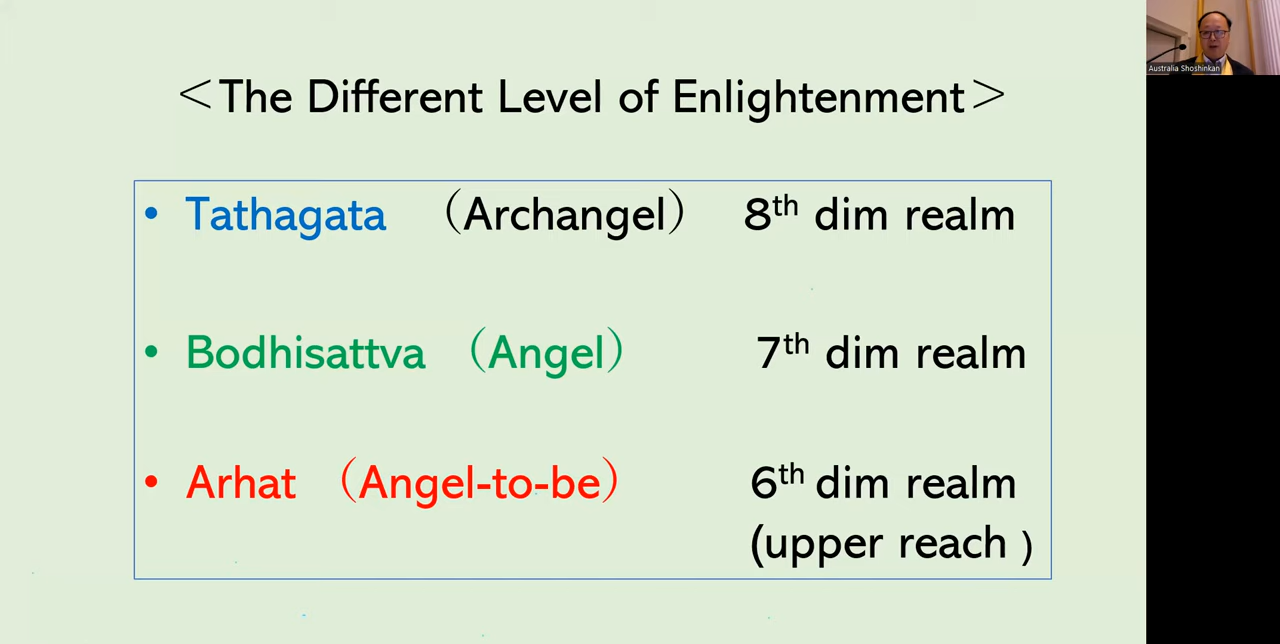 ＜The Different Level of Enlightenment＞
Australia Shoshinkan
• Tathagata （Archangel） 8th dim realm
• Bodhisattva （Angel） 7th dim realm
• Arhat （Angel-to-be） 6th dim realm
(upper reach )